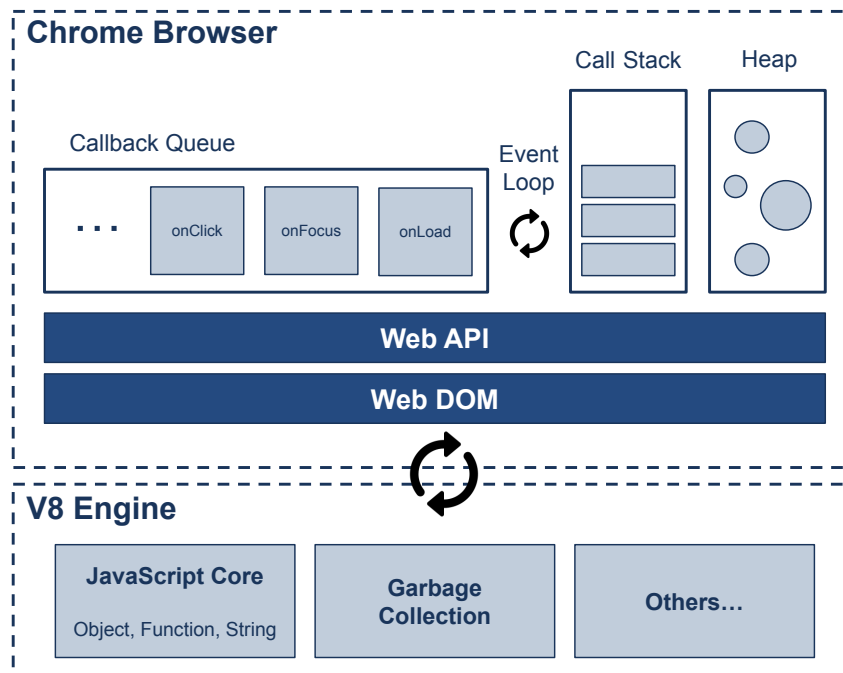 Chrome Browser
Call Stack
Heap
Callback Queue
Event
Loop
...
onClick
onFocus
onLoad
Web API
Web DOM
V8 Engine
JavaScript Core
Object, Function, String
Garbage
Collection
Others…